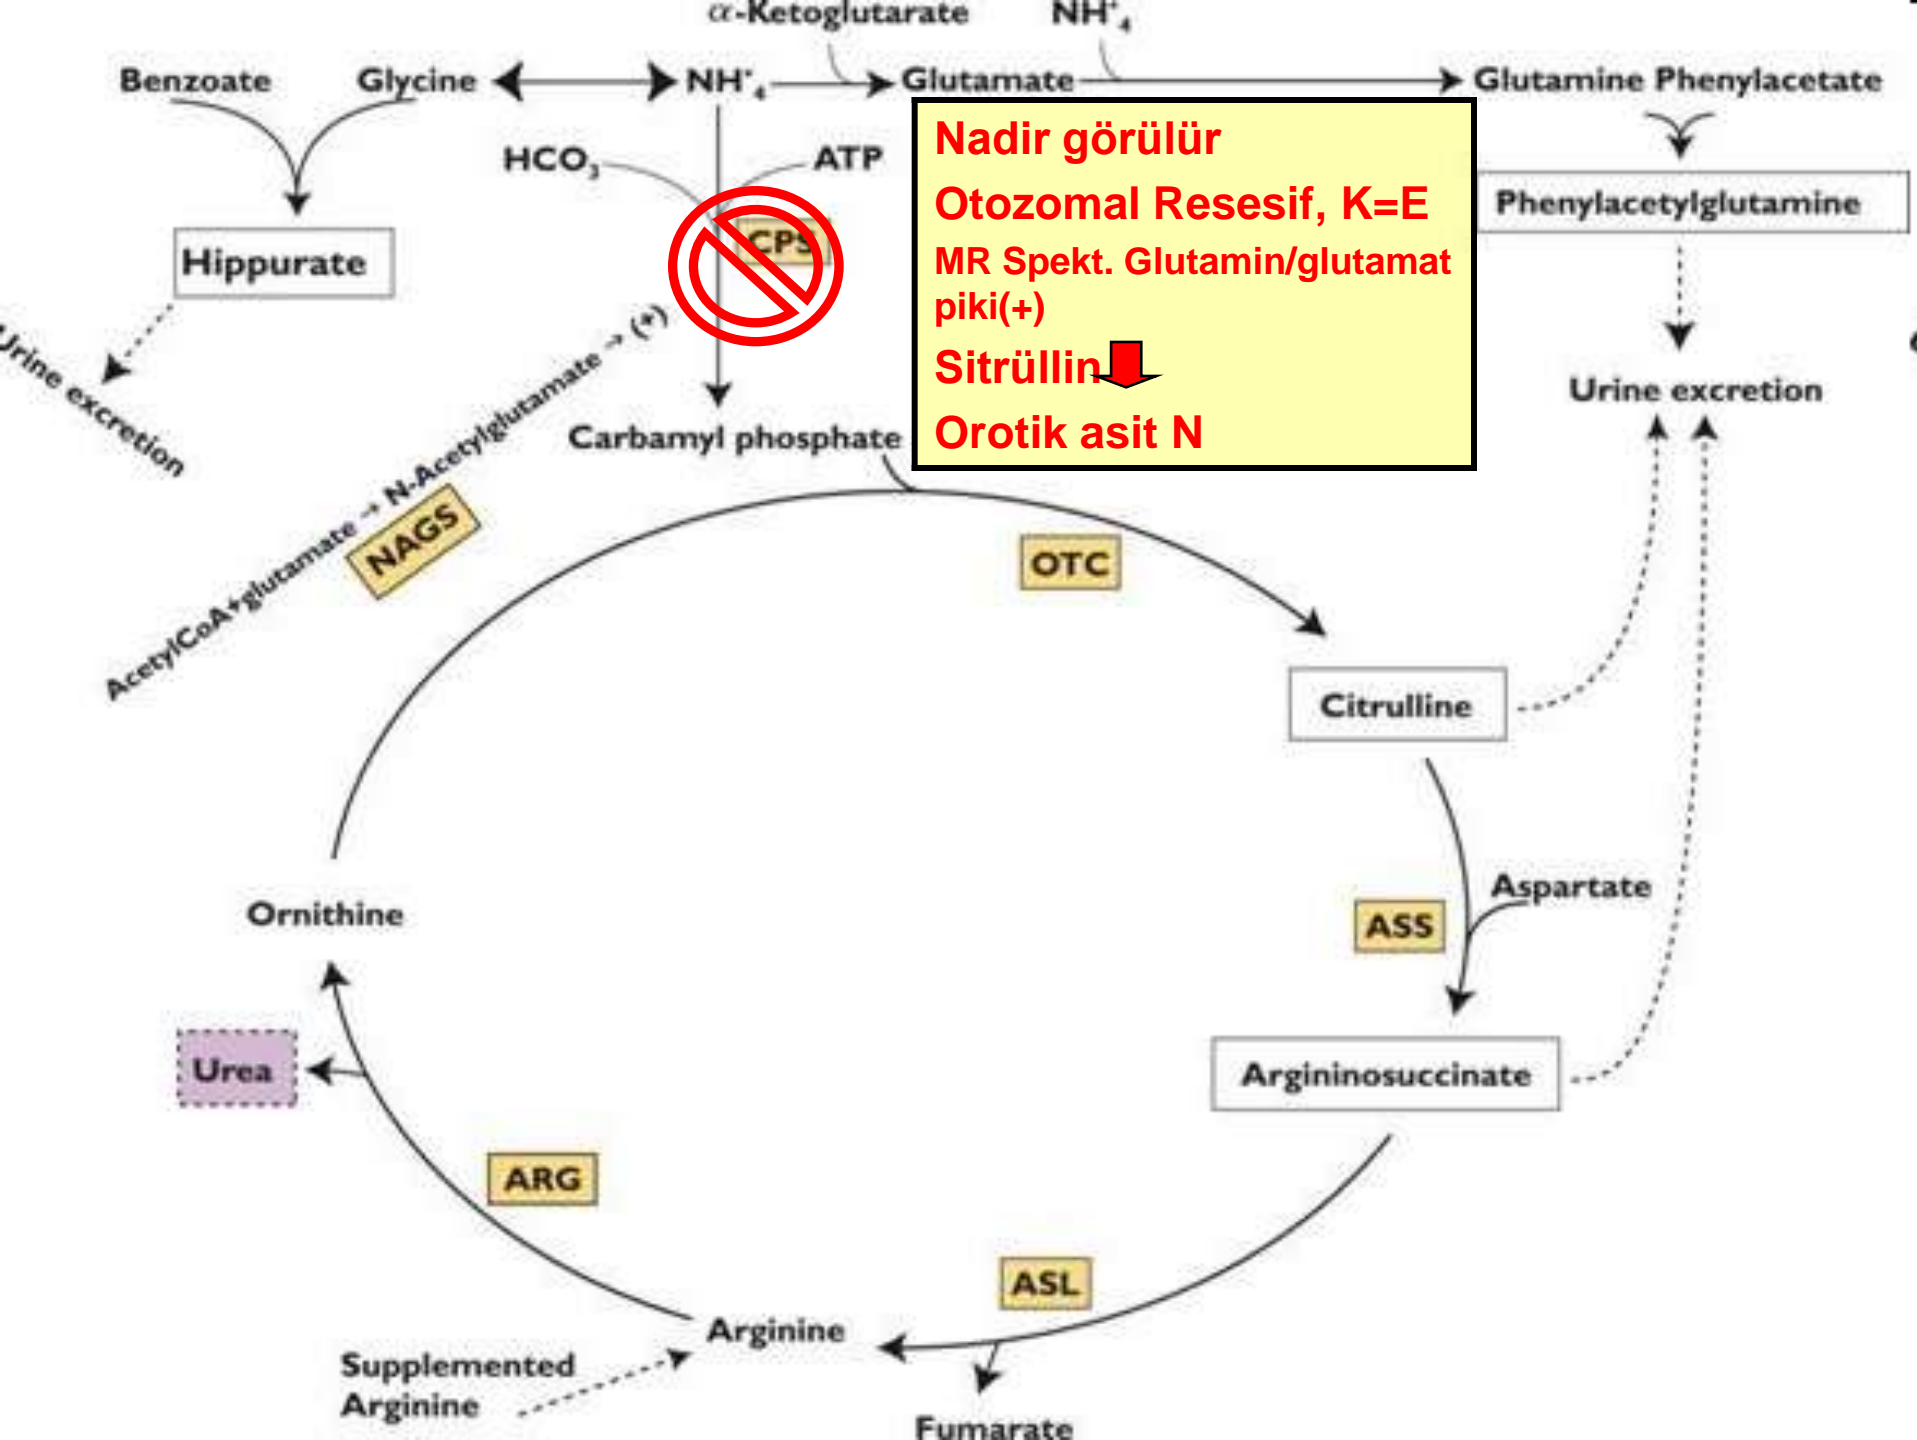 α-Ketoglutarate NH⁺₄
Benzoate Glycine NH⁺₄ Glutamate Glutamine Phenylacetate
HCO₃ ATP
CPS
Nadir görülür
Otozomal Resesif, K=E
MR Spekt. Glutamin/glutamat
piki(+)
Sitrüllin
Orotik asit N
Phenylacetylglutamine
Hippurate
Urine excretion
Urine excretion
AcetylCoA+glutamate → N-Acetylglutamate → (+)
NAGS
Carbamyl phosphate
OTC
Citrulline
Aspartate
ASS
Ornithine
Urea
Argininosuccinate
ARG
ASL
Arginine
Supplemented
Arginine
Fumarate